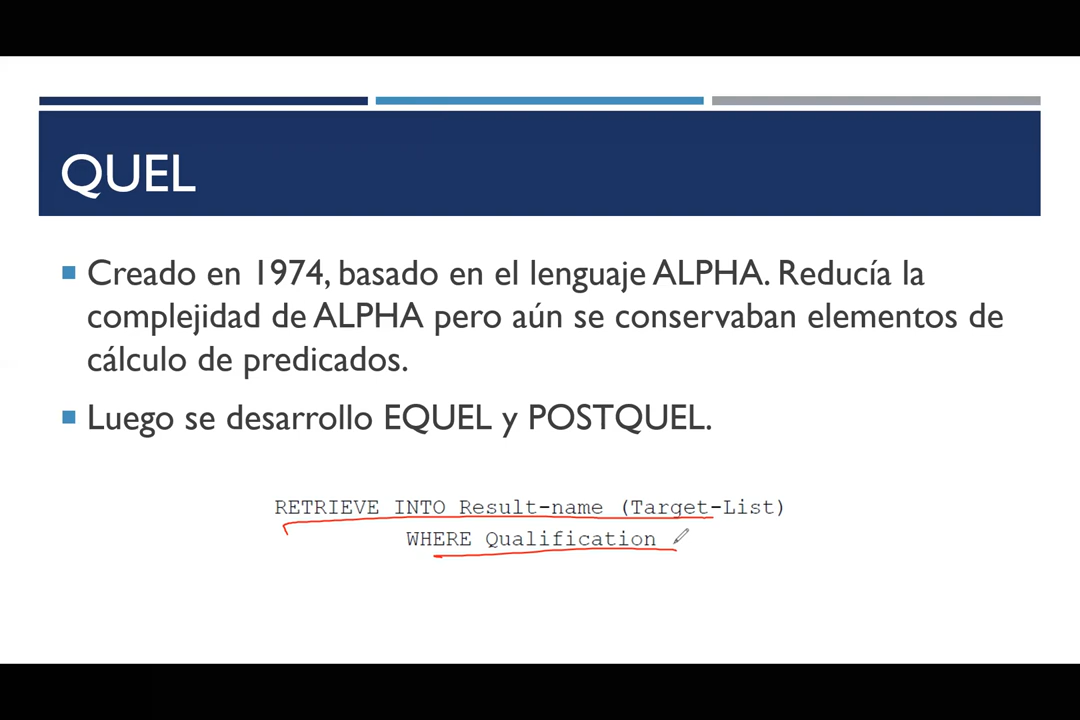 QUEL
Creado en 1974, basado en el lenguaje ALPHA. Reducía la
complejidad de ALPHA pero aún se conservaban elementos de
cálculo de predicados.
Luego se desarrollo EQUEL y POSTQUEL.
RETRIEVE INTO Result-name (Target-List)
WHERE Qualification